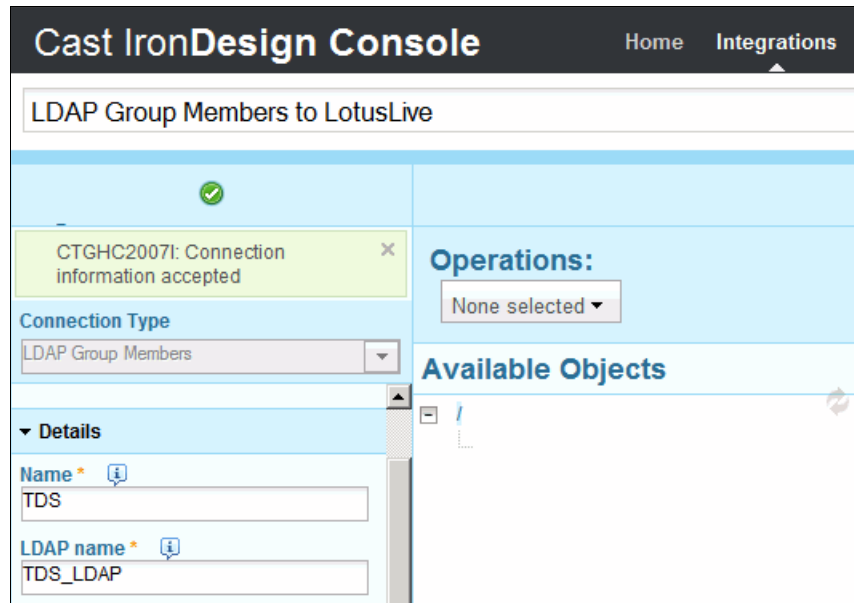 Cast IronDesign Console
Home
Integrations
LDAP Group Members to LotusLive
CTGHC2007I: Connection
information accepted
Connection Type
LDAP Group Members
Details
Name *
TDS
LDAP name *
TDS_LDAP
Operations:
None selected
Available Objects
/